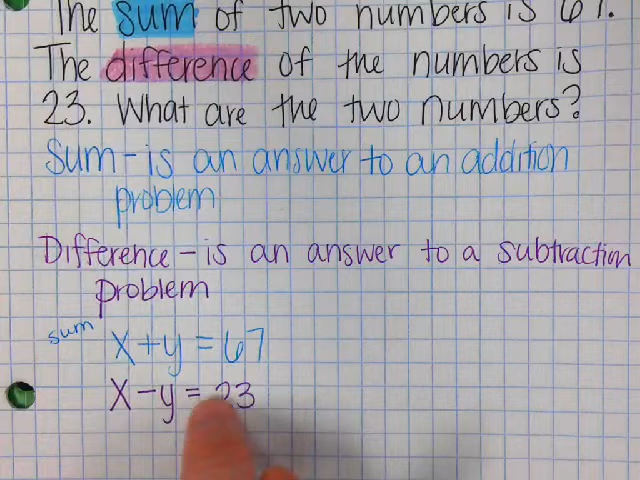 The sum of two numbers is 67.
The difference of the numbers is
23. What are the two numbers?
Sum - is an answer to an addition
problem
Difference - is an answer to a subtraction
problem
sum x + y = 67
x - y = 23